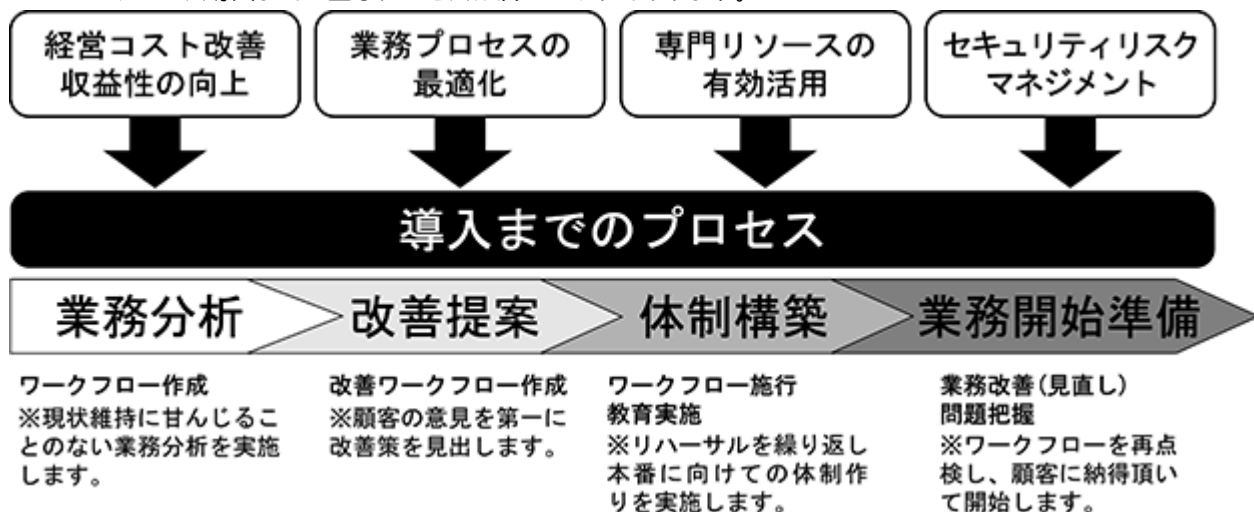 経営コスト改善
収益性の向上
業務プロセスの
最適化
専門リソースの
有効活用
セキュリティリスク
マネジメント
導入までのプロセス
業務分析
改善提案
体制構築
業務開始準備
ワークフロー作成
※現状維持に甘んじるこ
とのない業務分析を実施
します。
改善ワークフロー作成
※顧客の意見を第一に
改善策を見出します。
ワークフロー施行
教育実施
※リハーサルを繰り返し
本番に向けての体制作
りを実施します。
業務改善(見直し)
問題把握
※ワークフローを再点
検し、顧客に納得頂い
て開始します。